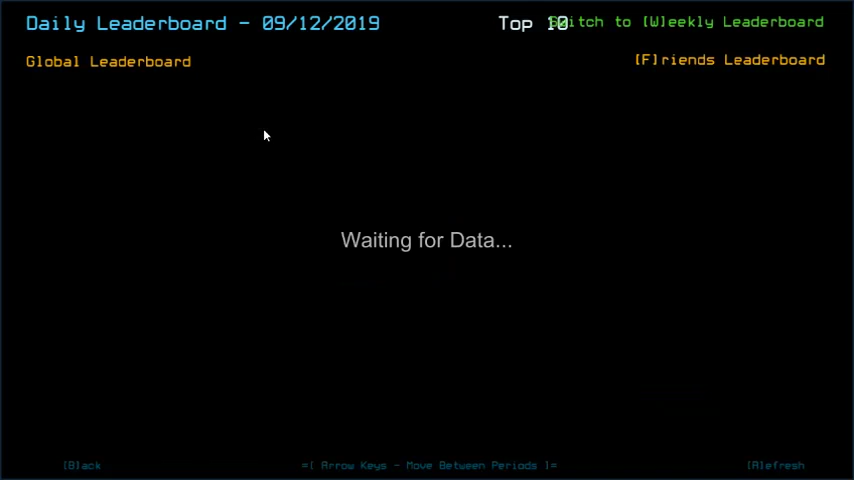 Daily Leaderboard - 09/12/2019
Top 10
Switch to [W]eekly Leaderboard
Global Leaderboard
[F]riends Leaderboard
Waiting for Data...
[B]ack
=[ Arrow Keys - Move Between Periods ]=
[R]efresh